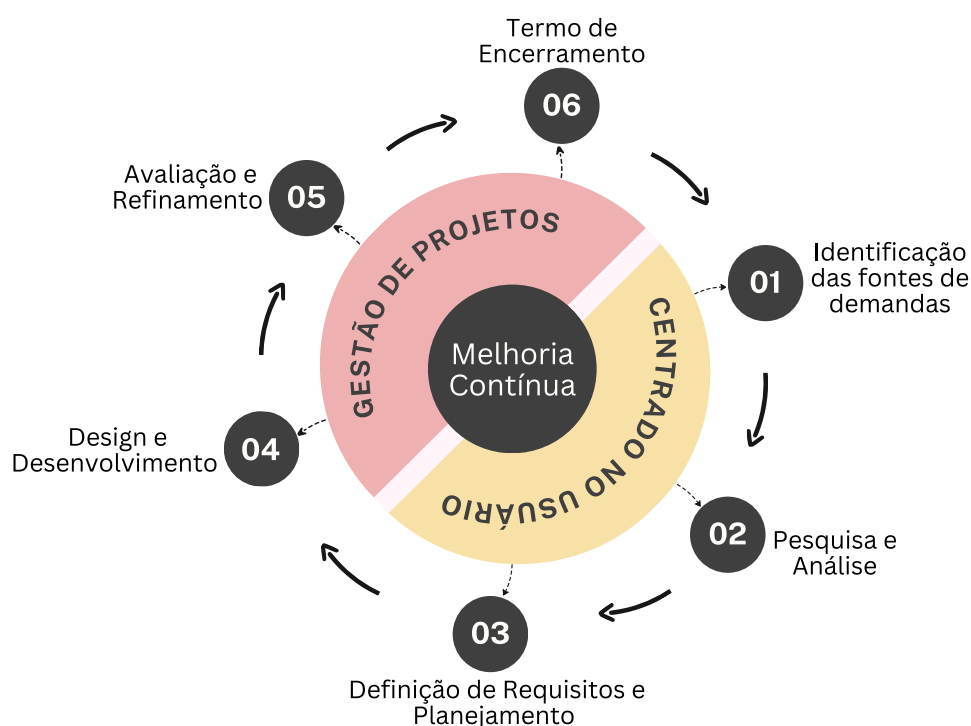 Termo de
Encerramento
06
Avaliação e
Refinamento
05
GESTÃO DE PROJETOS
01
Identificação
das fontes de
demandas
CENTRADO NO USUÁRIO
Melhoria
Contínua
Design e
Desenvolvimento
04
02
Pesquisa e
Análise
03
Definição de Requisitos e
Planejamento